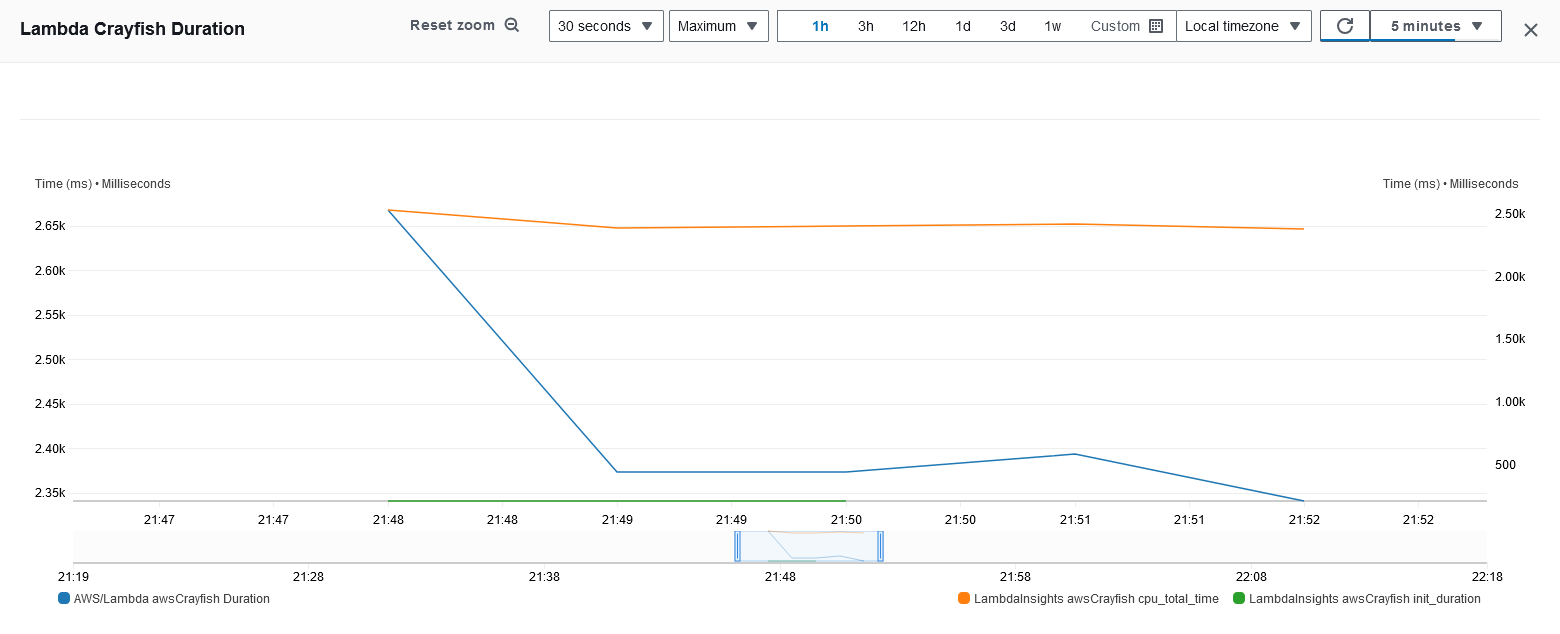 Lambda Crayfish Duration
Reset zoom
30 seconds
Maximum
1h 3h 12h 1d 3d 1w Custom
Local timezone
5 minutes
Time (ms) • Milliseconds
Time (ms) • Milliseconds
2.65k
2.60k
2.55k
2.50k
2.45k
2.40k
2.35k
2.50k
2.00k
1.50k
1.00k
500
21:47 21:47 21:48 21:48 21:49 21:49 21:50 21:50 21:51 21:51 21:52 21:52
21:19 21:28 21:38 21:48 21:58 22:08 22:18
AWS/Lambda awsCrayfish Duration
LambdaInsights awsCrayfish cpu_total_time
LambdaInsights awsCrayfish init_duration